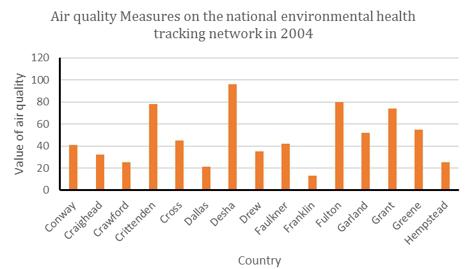 Air quality Measures on the national environmental health
tracking network in 2004
Value of air quality
120
100
80
60
40
20
0
Conway
Craighead
Crawford
Crittenden
Cross
Dallas
Desha
Drew
Faulkner
Franklin
Fulton
Garland
Grant
Greene
Hempstead
Country